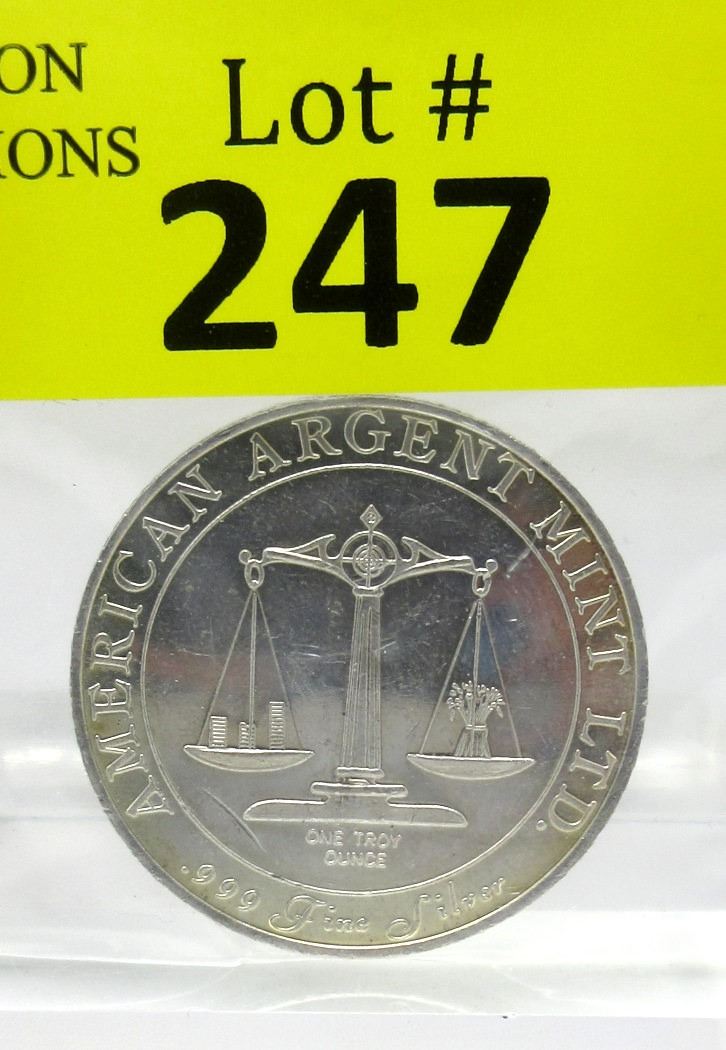 ON
IONS
Lot #
247
AMERICAN ARGENT MINT LTD.
ONE TROY
OUNCE
.999 Fine Silver